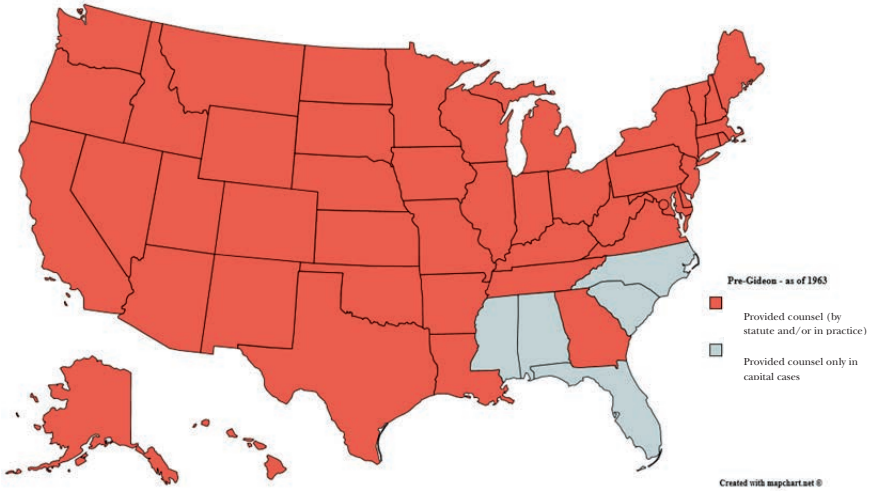 Pre-Gideon - as of 1963
Provided counsel (by
statute and/or in practice)
Provided counsel only in
capital cases
Created with mapchart.net ®